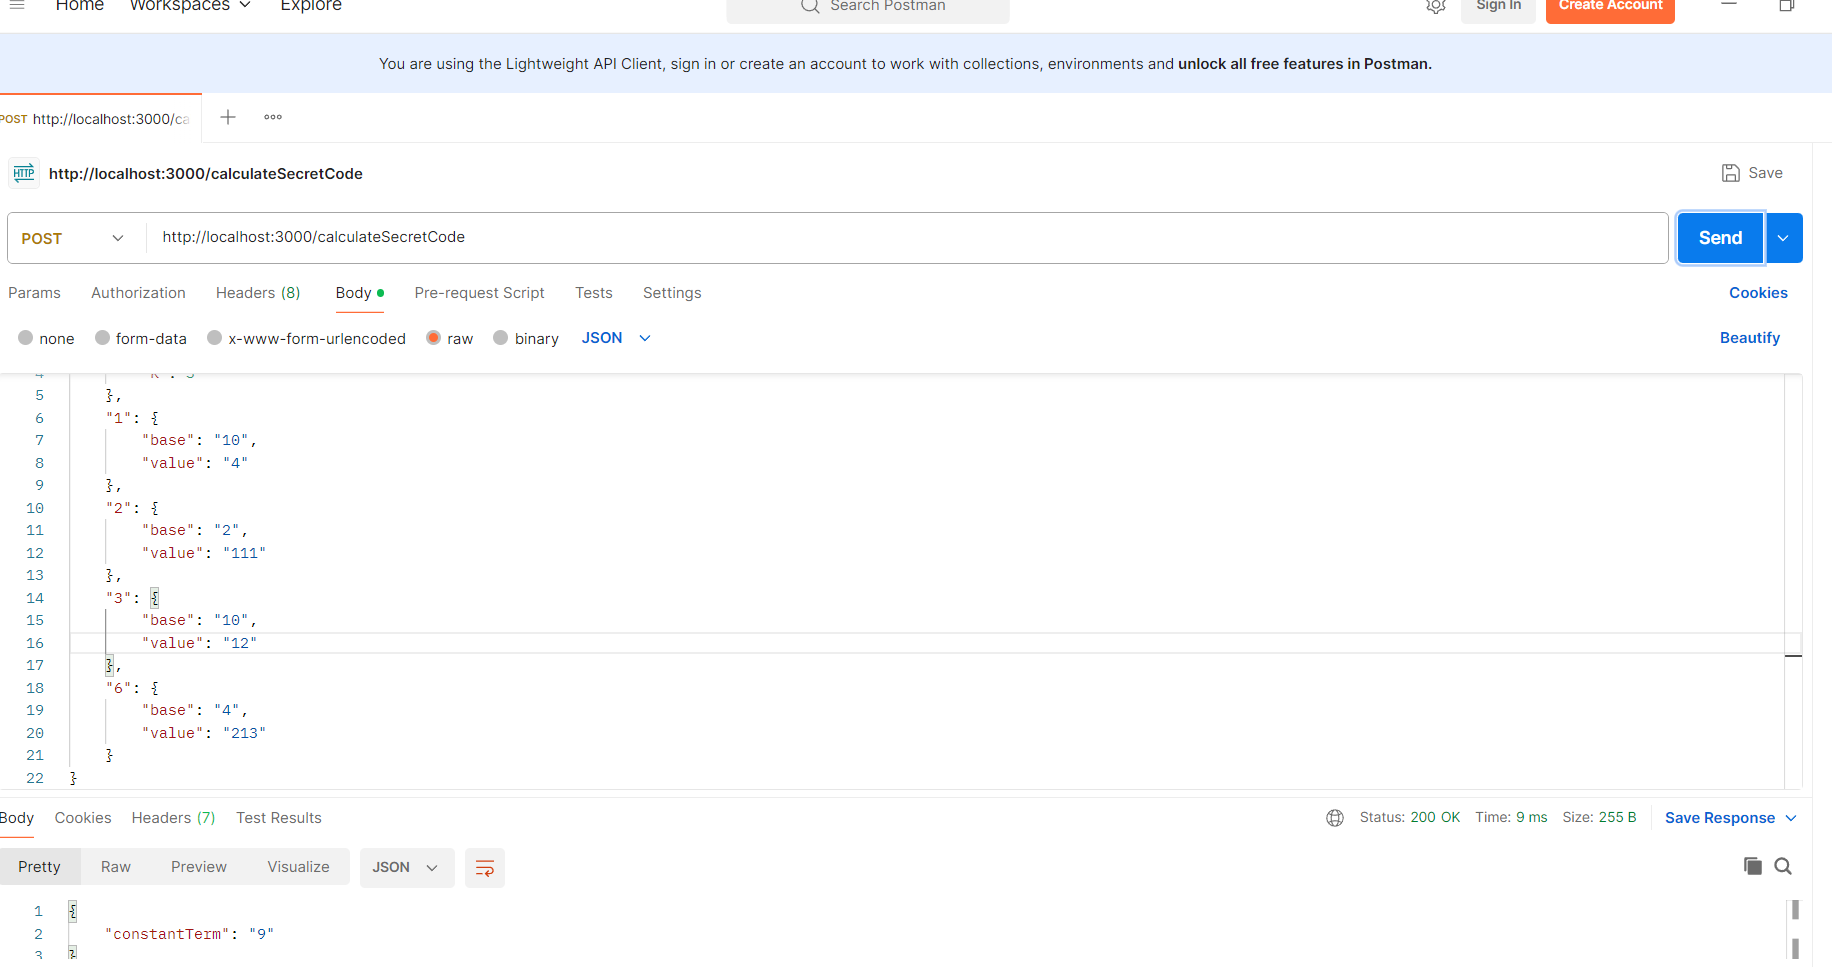 Home Workspaces Explore Search Postman Sign In Create Account
You are using the Lightweight API Client, sign in or create an account to work with collections, environments and unlock all free features in Postman.
POST http://localhost:3000/ca
HTTP http://localhost:3000/calculateSecretCode Save
POST http://localhost:3000/calculateSecretCode Send
Params Authorization Headers (8) Body Pre-request Script Tests Settings Cookies
none form-data x-www-form-urlencoded raw binary JSON Beautify
5 },
6 "1": {
7 "base": "10",
8 "value": "4"
9 },
10 "2": {
11 "base": "2",
12 "value": "111"
13 },
14 "3": {
15 "base": "10",
16 "value": "12"
17 },
18 "6": {
19 "base": "4",
20 "value": "213"
21 }
22 }
Body Cookies Headers (7) Test Results Status: 200 OK Time: 9 ms Size: 255 B Save Response
Pretty Raw Preview Visualize JSON
1 {
2 "constantTerm": "9"
3 }